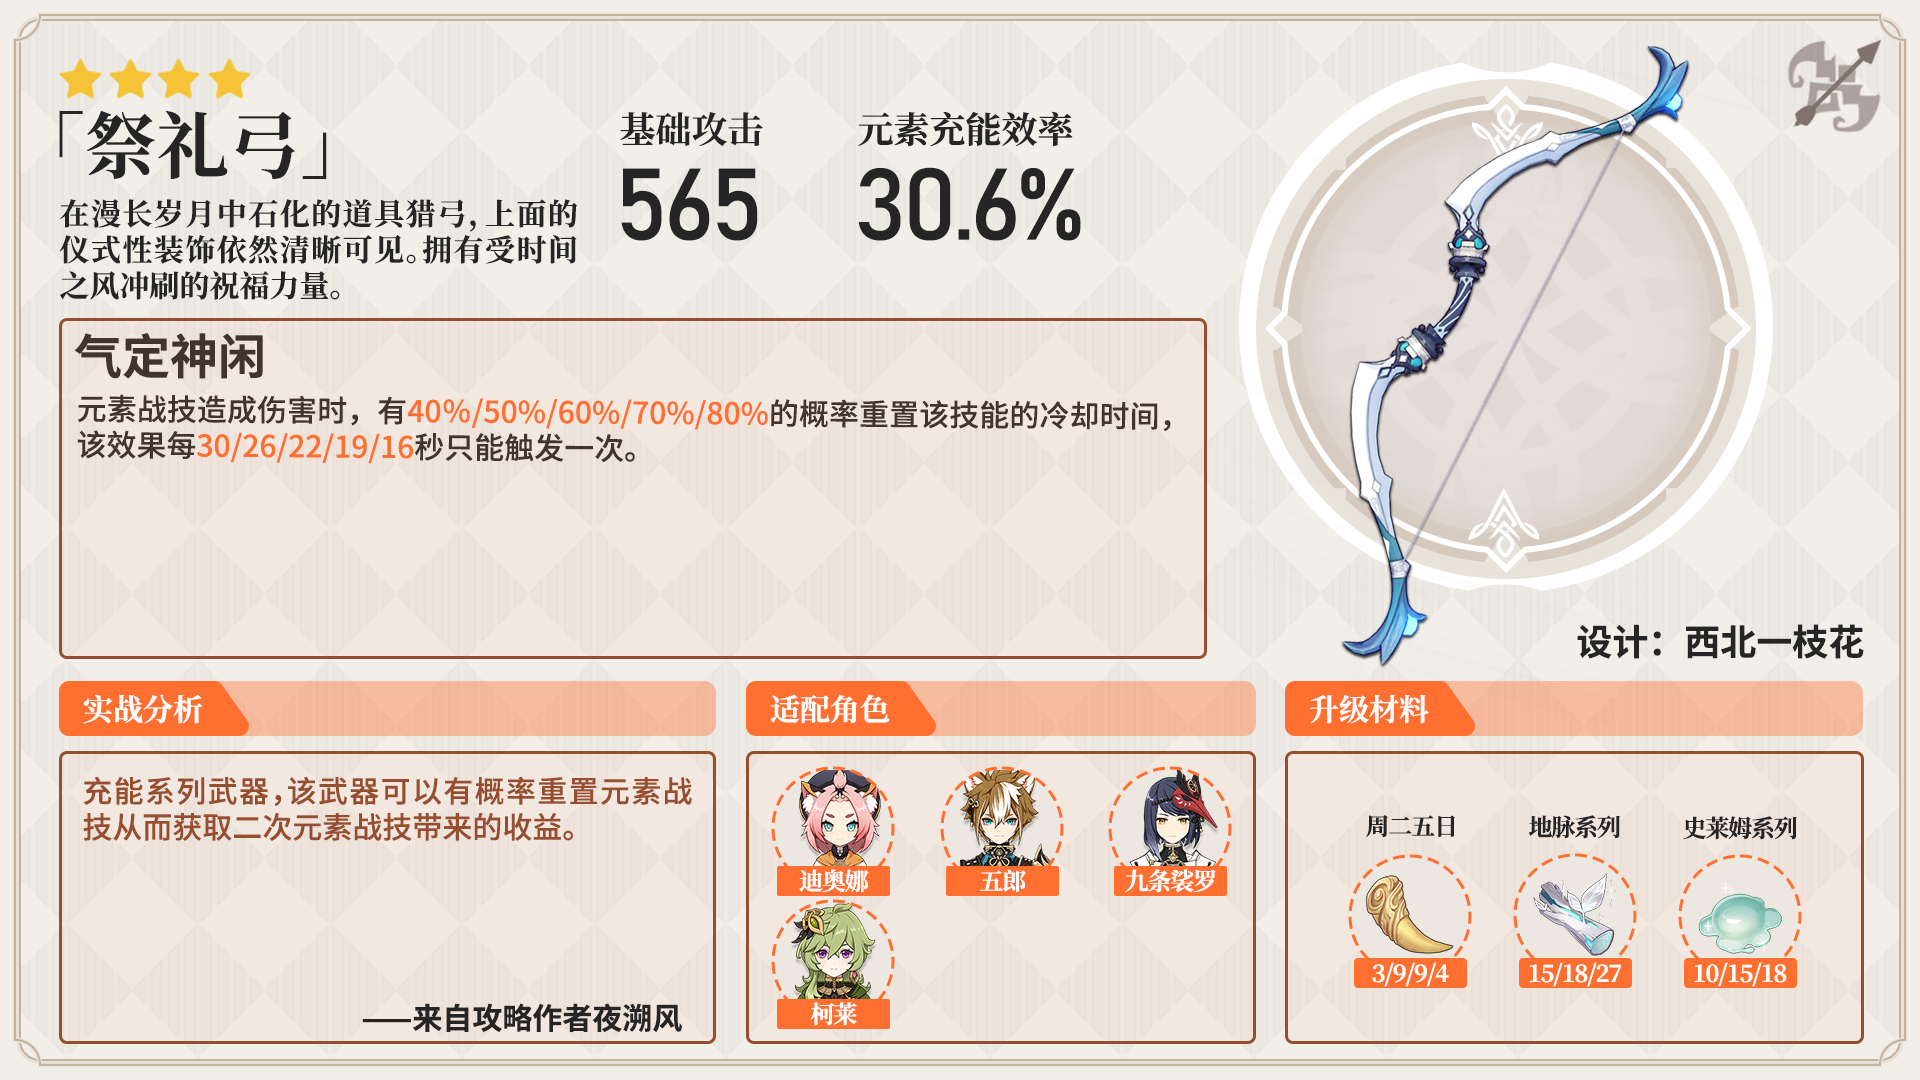 「祭礼弓」
在漫长岁月中石化的道具猎弓，上面的
仪式性装饰依然清晰可见。拥有受时间
之风冲刷的祝福力量。
基础攻击
565
元素充能效率
30.6%
气定神闲
元素战技造成伤害时，有40%/50%/60%/70%/80%的概率重置该技能的冷却时间，
该效果每30/26/22/19/16秒只能触发一次。
设计：西北一枝花
实战分析
充能系列武器，该武器可以有概率重置元素战
技从而获取二次元素战技带来的收益。
——来自攻略作者夜溯风
适配角色
迪奥娜
五郎
九条裟罗
柯莱
升级材料
周二五日
地脉系列
史莱姆系列
3/9/9/4
15/18/27
10/15/18